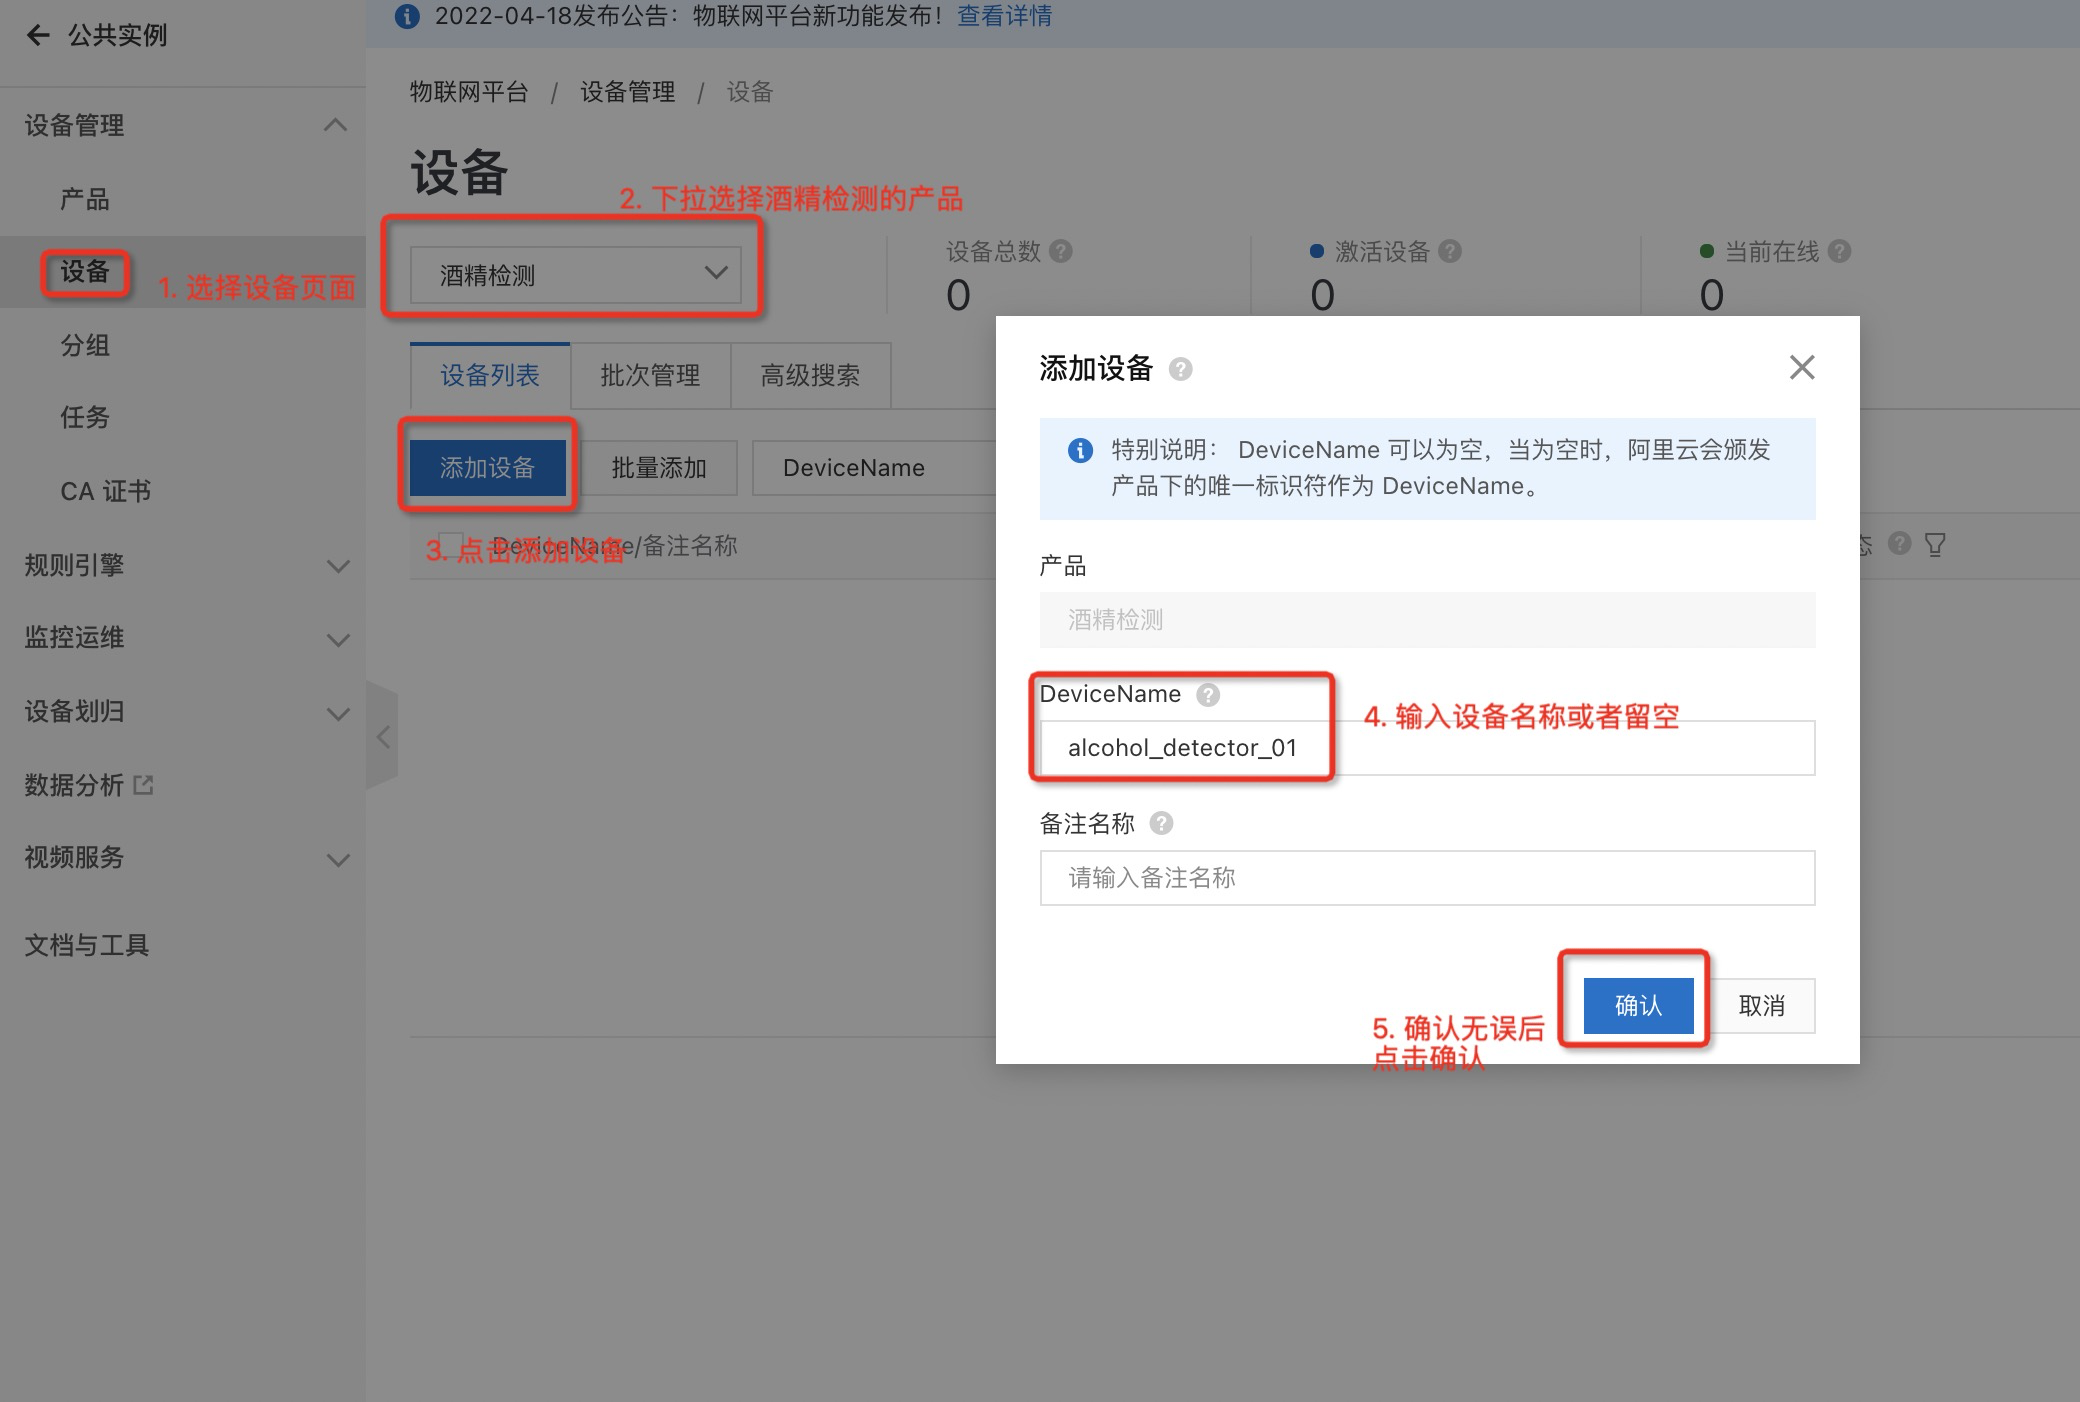 公共实例
2022-04-18发布公告：物联网平台新功能发布！ 查看详情
物联网平台 / 设备管理 / 设备
设备管理
产品
设备
1. 选择设备页面
分组
任务
CA 证书
规则引擎
监控运维
设备划归
数据分析
视频服务
文档与工具
设备
2. 下拉选择酒精检测的产品
酒精检测
设备总数
0
激活设备
0
当前在线
0
设备列表
批次管理
高级搜索
添加设备
批量添加
DeviceName
DeviceName/备注名称
态
3. 点击添加设备
添加设备
特别说明： DeviceName 可以为空，当为空时，阿里云会颁发
产品下的唯一标识符作为 DeviceName。
产品
酒精检测
DeviceName
4. 输入设备名称或者留空
alcohol_detector_01
备注名称
请输入备注名称
5. 确认无误后
点击确认
确认
取消